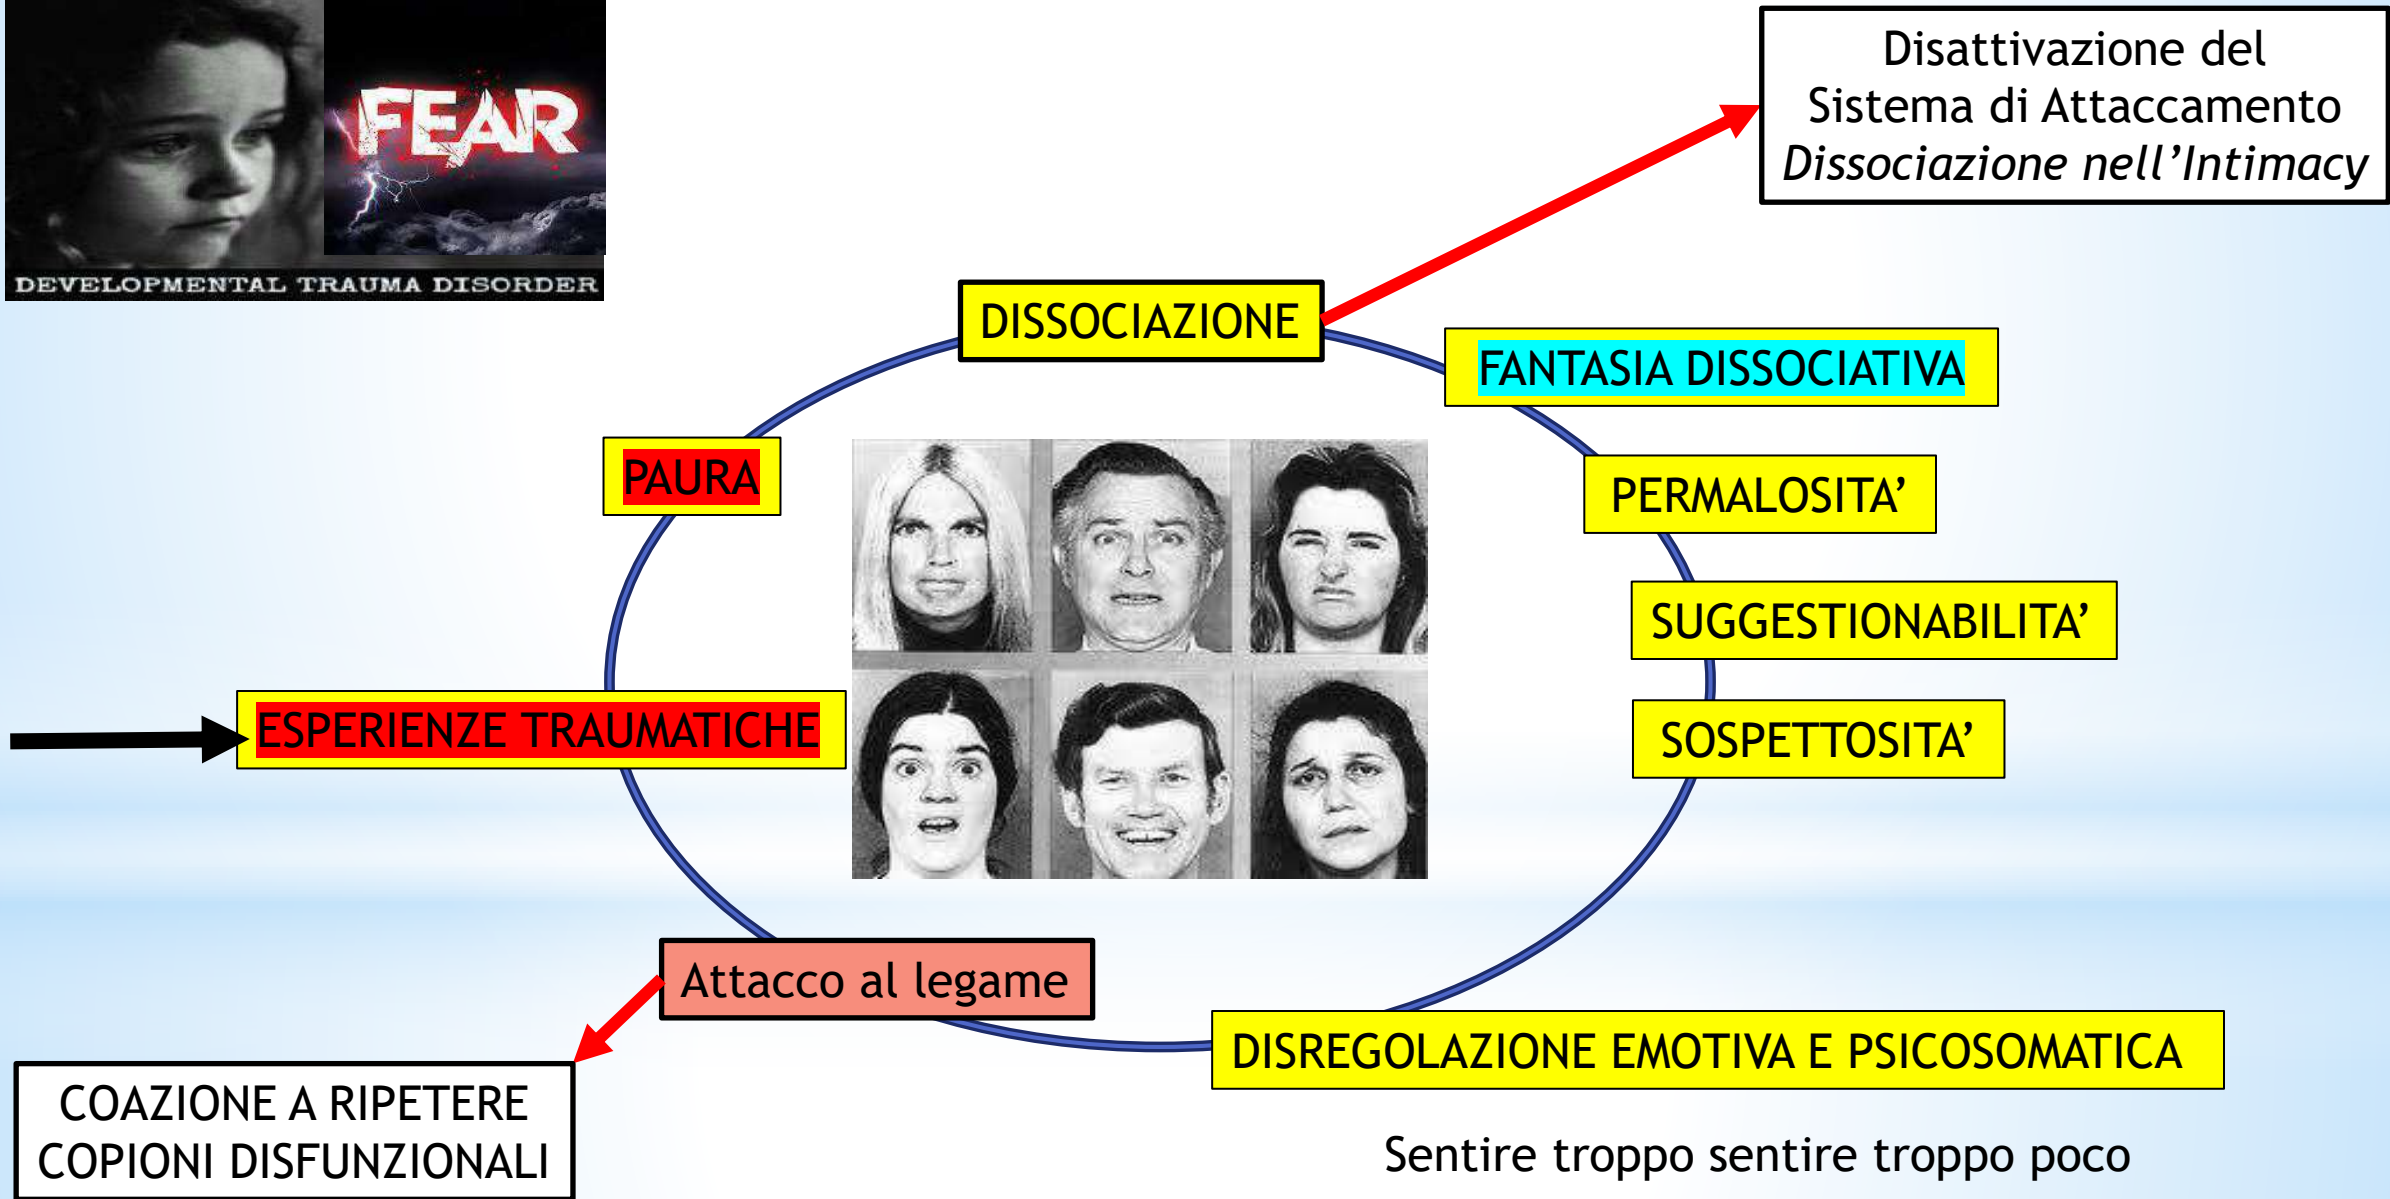 FEAR
DEVELOPMENTAL TRAUMA DISORDER
Disattivazione del
Sistema di Attaccamento
Dissociazione nell’Intimacy
DISSOCIAZIONE
FANTASIA DISSOCIATIVA
PAURA
PERMALOSITA’
SUGGESTIONABILITA’
ESPERIENZE TRAUMATICHE
SOSPETTOSITA’
Attacco al legame
DISREGOLAZIONE EMOTIVA E PSICOSOMATICA
COAZIONE A RIPETERE
COPIONI DISFUNZIONALI
Sentire troppo sentire troppo poco